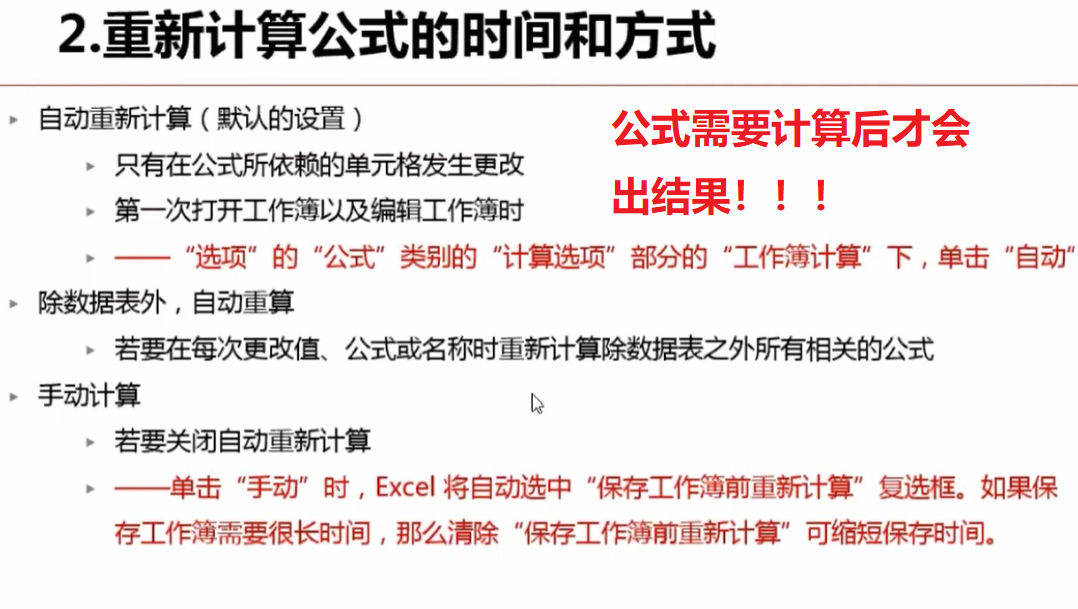 2.重新计算公式的时间和方式
自动重新计算（默认的设置）
公式需要计算后才会
出结果！！！
只有在公式所依赖的单元格发生更改
第一次打开工作簿以及编辑工作簿时
——“选项”的“公式”类别的“计算选项”部分的“工作簿计算”下，单击“自动”
除数据表外，自动重算
若要在每次更改值、公式或名称时重新计算除数据表之外所有相关的公式
手动计算
若要关闭自动重新计算
——单击“手动”时，Excel 将自动选中“保存工作簿前重新计算”复选框。如果保
存工作簿需要很长时间，那么清除“保存工作簿前重新计算”可缩短保存时间。